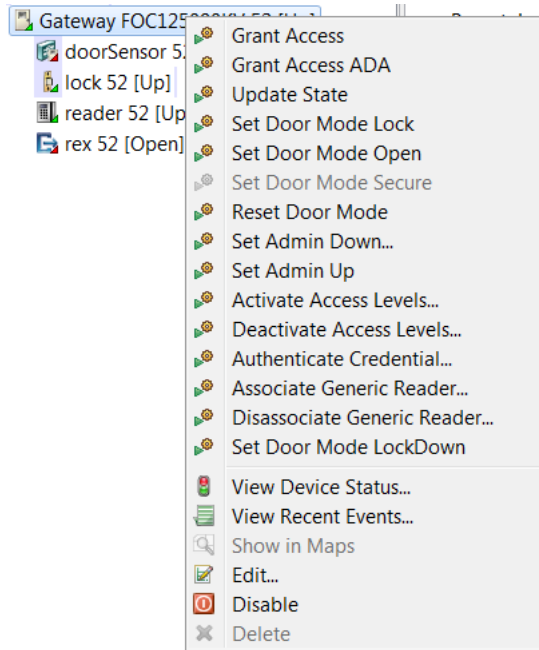 Gateway
doorSensor
lock 52 [Up]
reader 52 [Up
rex 52 [Open]
Grant Access
Grant Access ADA
Update State
Set Door Mode Lock
Set Door Mode Open
Set Door Mode Secure
Reset Door Mode
Set Admin Down...
Set Admin Up
Activate Access Levels...
Deactivate Access Levels...
Authenticate Credential...
Associate Generic Reader...
Disassociate Generic Reader...
Set Door Mode LockDown
View Device Status...
View Recent Events...
Show in Maps
Edit...
Disable
Delete